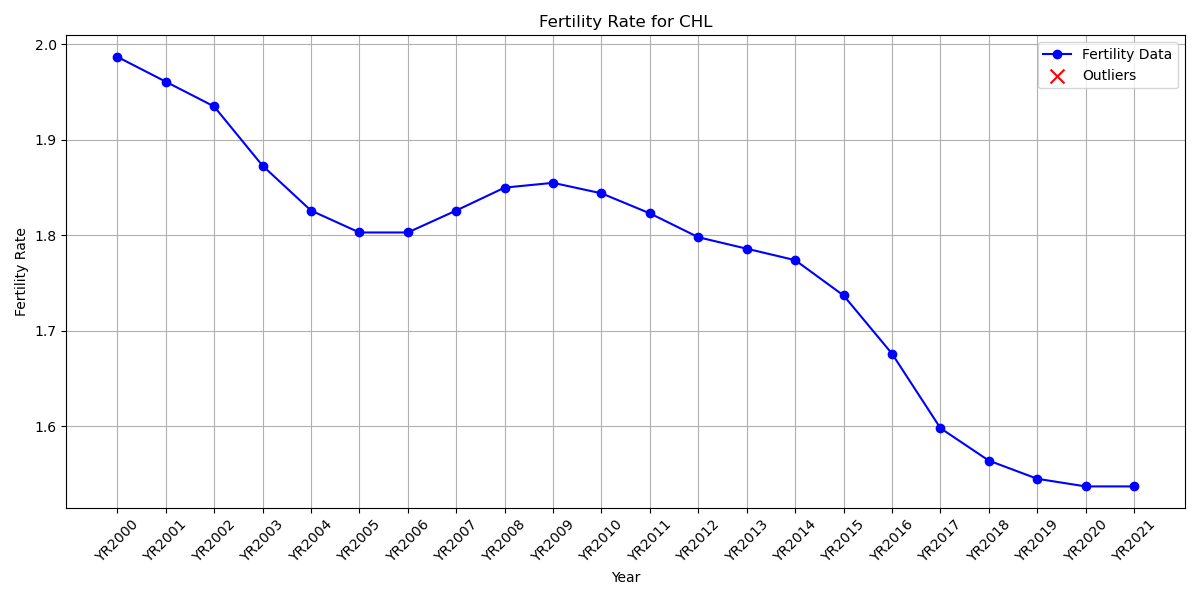 Fertility Rate for CHL
Fertility Data
Outliers
Fertility Rate
2.0
1.9
1.8
1.7
1.6
YR2000
YR2001
YR2002
YR2003
YR2004
YR2005
YR2006
YR2007
YR2008
YR2009
YR2010
YR2011
YR2012
YR2013
YR2014
YR2015
YR2016
YR2017
YR2018
YR2019
YR2020
YR2021
Year